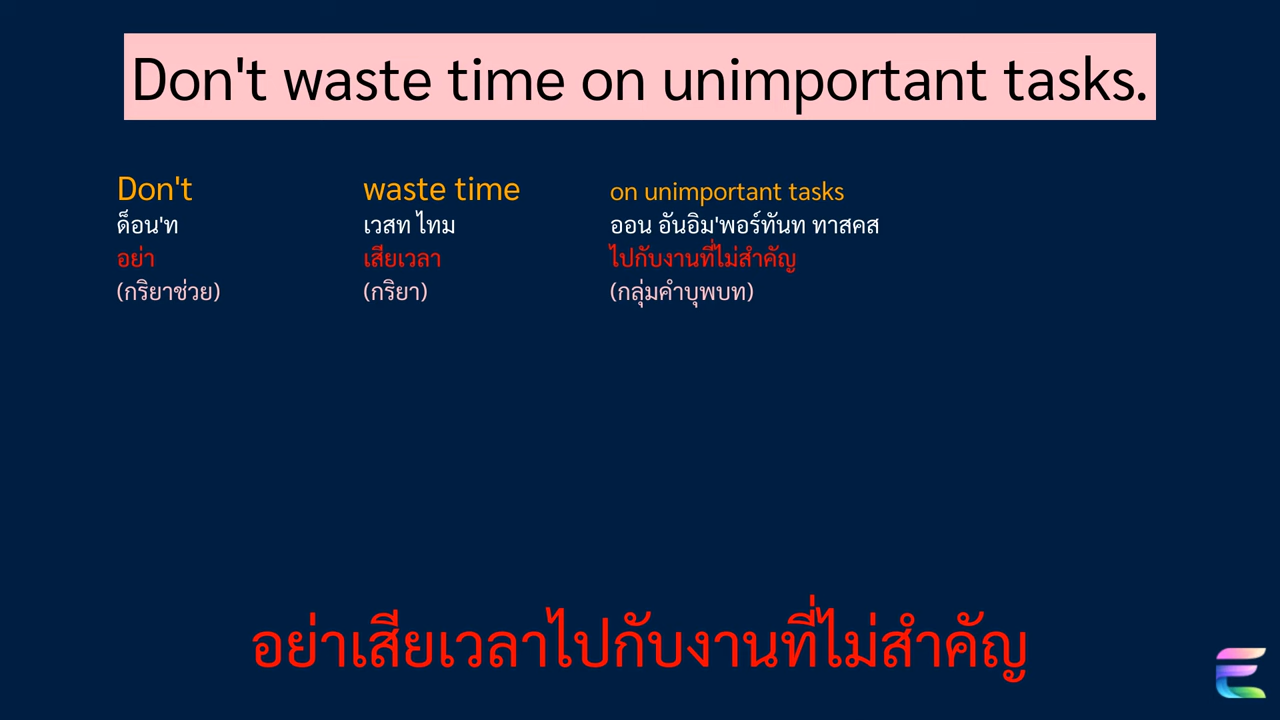 Don't waste time on unimportant tasks.
Don't waste time on unimportant tasks
ด็อน'ท เวสท ไทม ออน อันอิม'พอร์ทันท ทาสคส
อย่า เสียเวลา ไปกับงานที่ไม่สำคัญ
(กริยาช่วย) (กริยา) (กลุ่มคำบุพบท)
อย่าเสียเวลาไปกับงานที่ไม่สำคัญ